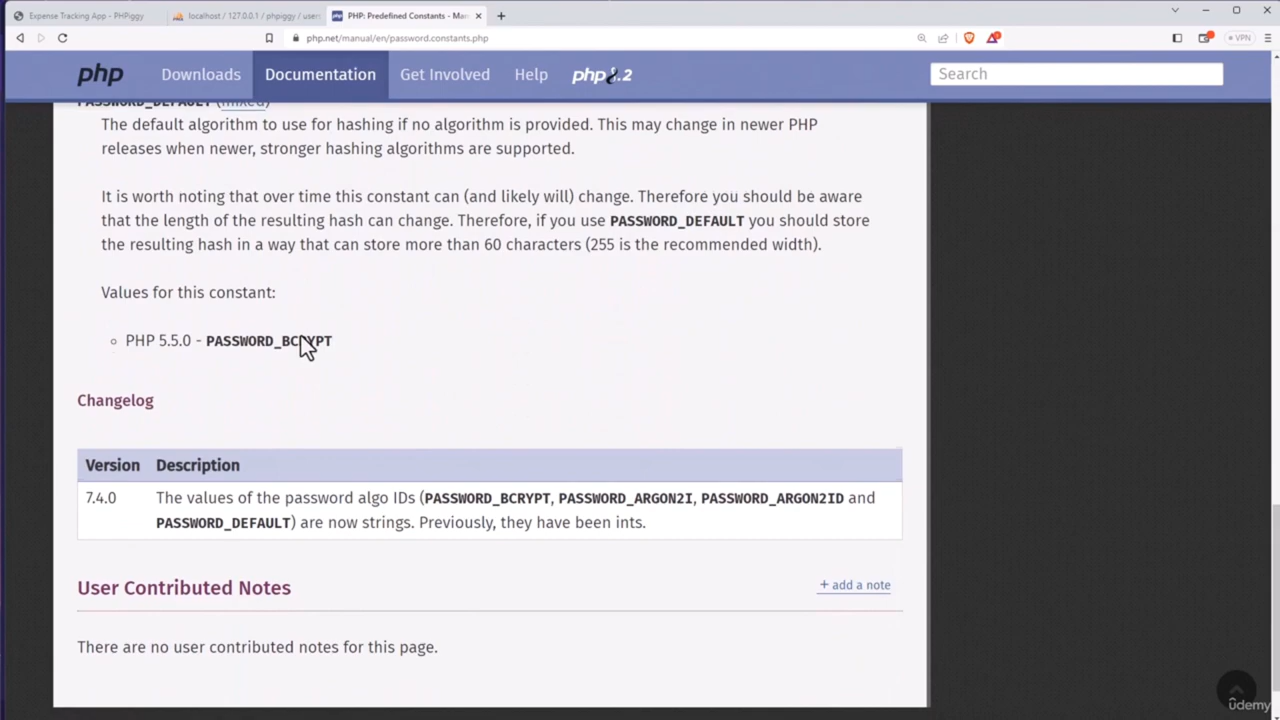 Expense Tracking App - PHPiggy
localhost / 127.0.0.1 / phpiggy / users
PHP: Predefined Constants - Man
php.net/manual/en/password.constants.php
VPN
php
Downloads
Documentation
Get Involved
Help
php8.2
Search
PASSWORD_DEFAULT (mixed)
The default algorithm to use for hashing if no algorithm is provided. This may change in newer PHP
releases when newer, stronger hashing algorithms are supported.
It is worth noting that over time this constant can (and likely will) change. Therefore you should be aware
that the length of the resulting hash can change. Therefore, if you use PASSWORD_DEFAULT you should store
the resulting hash in a way that can store more than 60 characters (255 is the recommended width).
Values for this constant:
PHP 5.5.0 - PASSWORD_BCRYPT
Changelog
Version Description
7.4.0 The values of the password algo IDs (PASSWORD_BCRYPT, PASSWORD_ARGON2I, PASSWORD_ARGON2ID and
PASSWORD_DEFAULT) are now strings. Previously, they have been ints.
User Contributed Notes
+ add a note
There are no user contributed notes for this page.
udemy